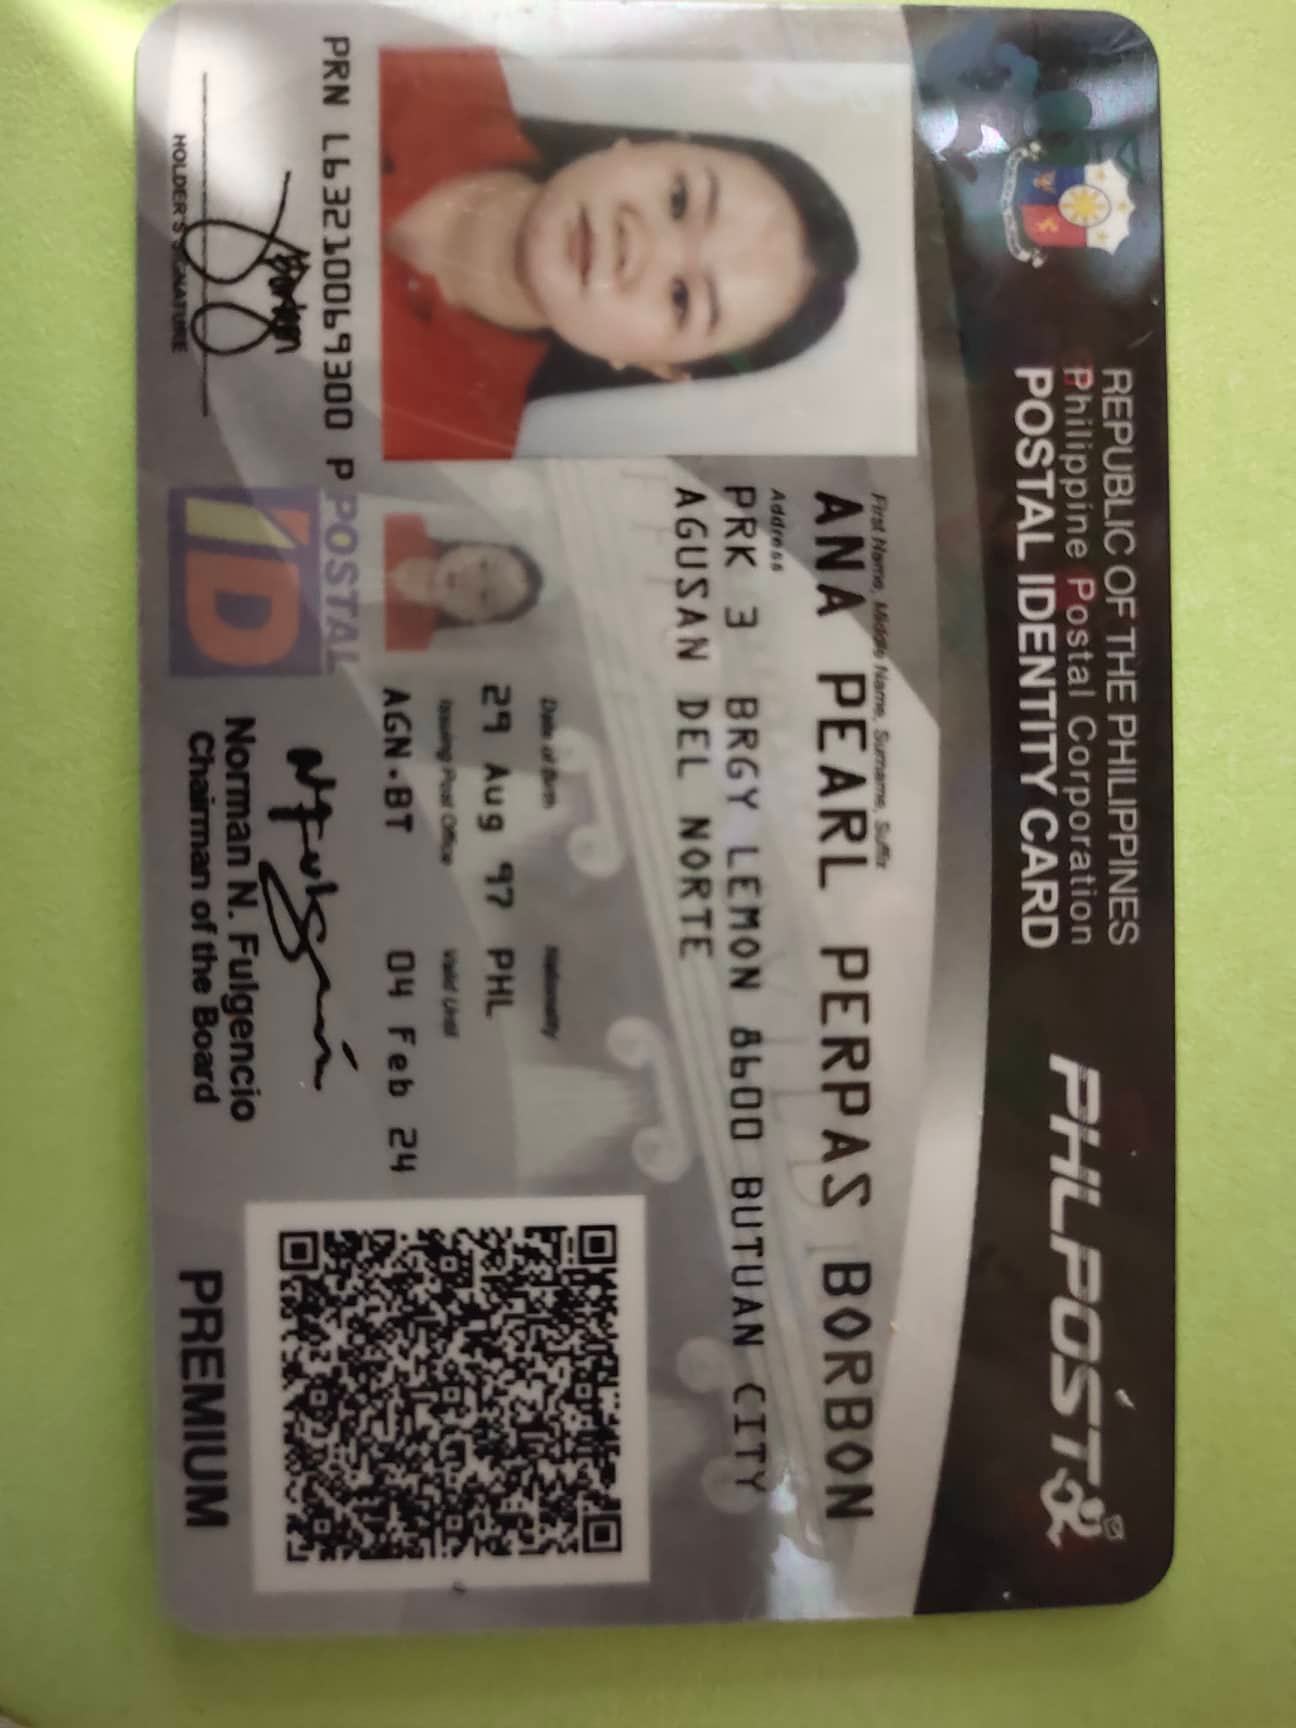 REPUBLIC OF THE PHILIPPINES
Philippine Postal Corporation
POSTAL IDENTITY CARD
PHLPOST
First Name, Middle Name, Surname, Suffix
ANA PEARL PERPAS BORBON
Address
PRK 3 BRGY LEMON 8600 BUTUAN CITY
AGUSAN DEL NORTE
Date of Birth Nationality
29 Aug 97 PHL
Issuing Post Office Valid Until
AGN-BT 04 Feb 24
PRN L63210069300 P
POSTAL
ID
HOLDER'S SIGNATURE
Norman N. Fulgencio
Chairman of the Board
PREMIUM